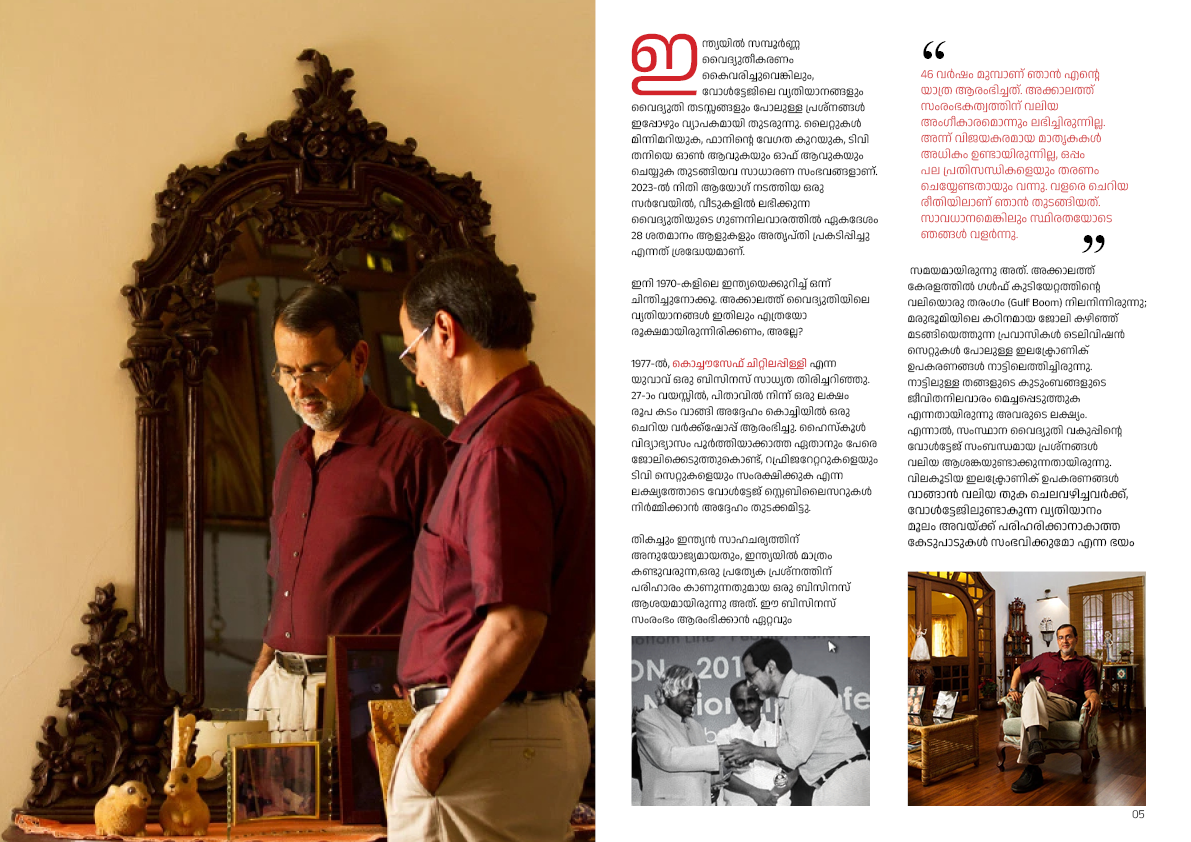 ഇന്ത്യയിൽ സമ്പൂർണ്ണ
വൈദ്യുതീകരണം
കൈവരിച്ചുവെങ്കിലും,
വോൾട്ടേജിലെ വ്യതിയാനങ്ങളും
വൈദ്യുതി തടസ്സങ്ങളും പോലുള്ള പ്രശ്നങ്ങൾ
ഇപ്പോഴും വ്യാപകമായി തുടരുന്നു. ലൈറ്റുകൾ
മിന്നിമറിയുക, ഫാനിന്റെ വേഗത കുറയുക, ടിവി
തനിയെ ഓൺ ആവുകയും ഓഫ് ആവുകയും
ചെയ്യുക തുടങ്ങിയവ സാധാരണ സംഭവങ്ങളാണ്.
2023-ൽ നിതി ആയോഗ് നടത്തിയ ഒരു
സർവേയിൽ, വീടുകളിൽ ലഭിക്കുന്ന
വൈദ്യുതിയുടെ ഗുണനിലവാരത്തിൽ ഏകദേശം
28 ശതമാനം ആളുകളും അതൃപ്തി പ്രകടിപ്പിച്ചു
എന്നത് ശ്രദ്ധേയമാണ്.
ഇനി 1970-കളിലെ ഇന്ത്യയെക്കുറിച്ച് ഒന്ന്
ചിന്തിച്ചുനോക്കൂ. അക്കാലത്ത് വൈദ്യുതിയിലെ
വ്യതിയാനങ്ങൾ ഇതിലും എത്രയോ
രൂക്ഷമായിരുന്നിരിക്കണം, അല്ലേ?
1977-ൽ, കൊച്ചൗസേഫ് ചിറ്റിലപ്പിള്ളി എന്ന
യുവാവ് ഒരു ബിസിനസ് സാധ്യത തിരിച്ചറിഞ്ഞു.
27-ാം വയസ്സിൽ, പിതാവിൽ നിന്ന് ഒരു ലക്ഷം
രൂപ കടം വാങ്ങി അദ്ദേഹം കൊച്ചിയിൽ ഒരു
ചെറിയ വർക്ക്ഷോപ്പ് ആരംഭിച്ചു. ഹൈസ്കൂൾ
വിദ്യാഭ്യാസം പൂർത്തിയാക്കാത്ത ഏതാനും പേരെ
ജോലിക്കെടുത്തുകൊണ്ട്, റഫ്രിജറേറ്ററുകളെയും
ടിവി സെറ്റുകളെയും സംരക്ഷിക്കുക എന്ന
ലക്ഷ്യത്തോടെ വോൾട്ടേജ് സ്റ്റെബിലൈസറുകൾ
നിർമ്മിക്കാൻ അദ്ദേഹം തുടക്കമിട്ടു.
തികച്ചും ഇന്ത്യൻ സാഹചര്യത്തിന്
അനുയോജ്യമായതും, ഇന്ത്യയിൽ മാത്രം
കണ്ടുവരുന്ന,ഒരു പ്രത്യേക പ്രശ്നത്തിന്
പരിഹാരം കാണുന്നതുമായ ഒരു ബിസിനസ്
ആശയമായിരുന്നു അത്. ഈ ബിസിനസ്
സംരംഭം ആരംഭിക്കാൻ ഏറ്റവും
“
46 വർഷം മുമ്പാണ് ഞാൻ എന്റെ
യാത്ര ആരംഭിച്ചത്. അക്കാലത്ത്
സംരംഭകത്വത്തിന് വലിയ
അംഗീകാരമൊന്നും ലഭിച്ചിരുന്നില്ല.
അന്ന് വിജയകരമായ മാതൃകകൾ
അധികം ഉണ്ടായിരുന്നില്ല, ഒപ്പം
പല പ്രതിസന്ധികളെയും തരണം
ചെയ്യേണ്ടതായും വന്നു. വളരെ ചെറിയ
രീതിയിലാണ് ഞാൻ തുടങ്ങിയത്.
സാവധാനമെങ്കിലും സ്ഥിരതയോടെ
ഞങ്ങൾ വളർന്നു.
”
സമയമായിരുന്നു അത്. അക്കാലത്ത്
കേരളത്തിൽ ഗൾഫ് കുടിയേറ്റത്തിന്റെ
വലിയൊരു തരംഗം (Gulf Boom) നിലനിന്നിരുന്നു;
മരുഭൂമിയിലെ കഠിനമായ ജോലി കഴിഞ്ഞ്
മടങ്ങിയെത്തുന്ന പ്രവാസികൾ ടെലിവിഷൻ
സെറ്റുകൾ പോലുള്ള ഇലക്ട്രോണിക്
ഉപകരണങ്ങൾ നാട്ടിലെത്തിച്ചിരുന്നു.
നാട്ടിലുള്ള തങ്ങളുടെ കുടുംബങ്ങളുടെ
ജീവിതനിലവാരം മെച്ചപ്പെടുത്തുക
എന്നതായിരുന്നു അവരുടെ ലക്ഷ്യം.
എന്നാൽ, സംസ്ഥാന വൈദ്യുതി വകുപ്പിന്റെ
വോൾട്ടേജ് സംബന്ധമായ പ്രശ്നങ്ങൾ
വലിയ ആശങ്കയുണ്ടാക്കുന്നതായിരുന്നു.
വിലകൂടിയ ഇലക്ട്രോണിക് ഉപകരണങ്ങൾ
വാങ്ങാൻ വലിയ തുക ചെലവഴിച്ചവർക്ക്,
വോൾട്ടേജിലുണ്ടാകുന്ന വ്യതിയാനം
മൂലം അവയ്ക്ക് പരിഹരിക്കാനാകാത്ത
കേടുപാടുകൾ സംഭവിക്കുമോ എന്ന ഭയം
05